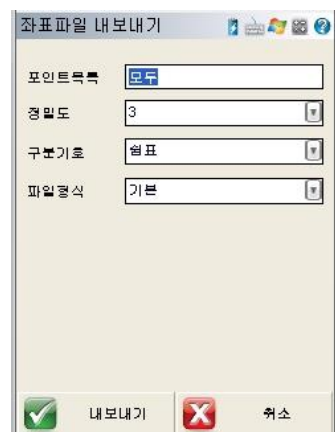 좌표파일 내보내기
포인트목록 모두
정밀도 3
구분기호 쉼표
파일형식 기본
내보내기 취소